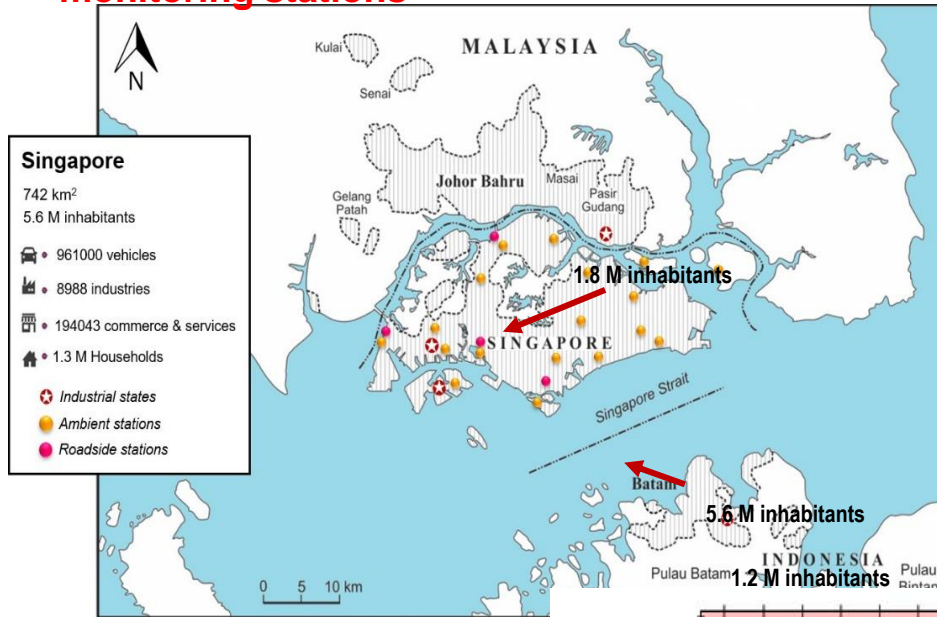 Monitoring Stations
Kulai
MALAYSIA
N
Senai
Singapore
742 km²
5.6 M inhabitants
961000 vehicles
8988 industries
194043 commerce & services
1.3 M Households
Industrial states
Ambient stations
Roadside stations
Johor Bahru
Masai
Gelang
Patah
Pasir
Gudang
1.8 M inhabitants
SINGAPORE
Singapore Strait
Batam
5.6 M inhabitants
INDONESIA
Pulau Batam
1.2 M inhabitants
Pulau
Bintan
0 5 10 km